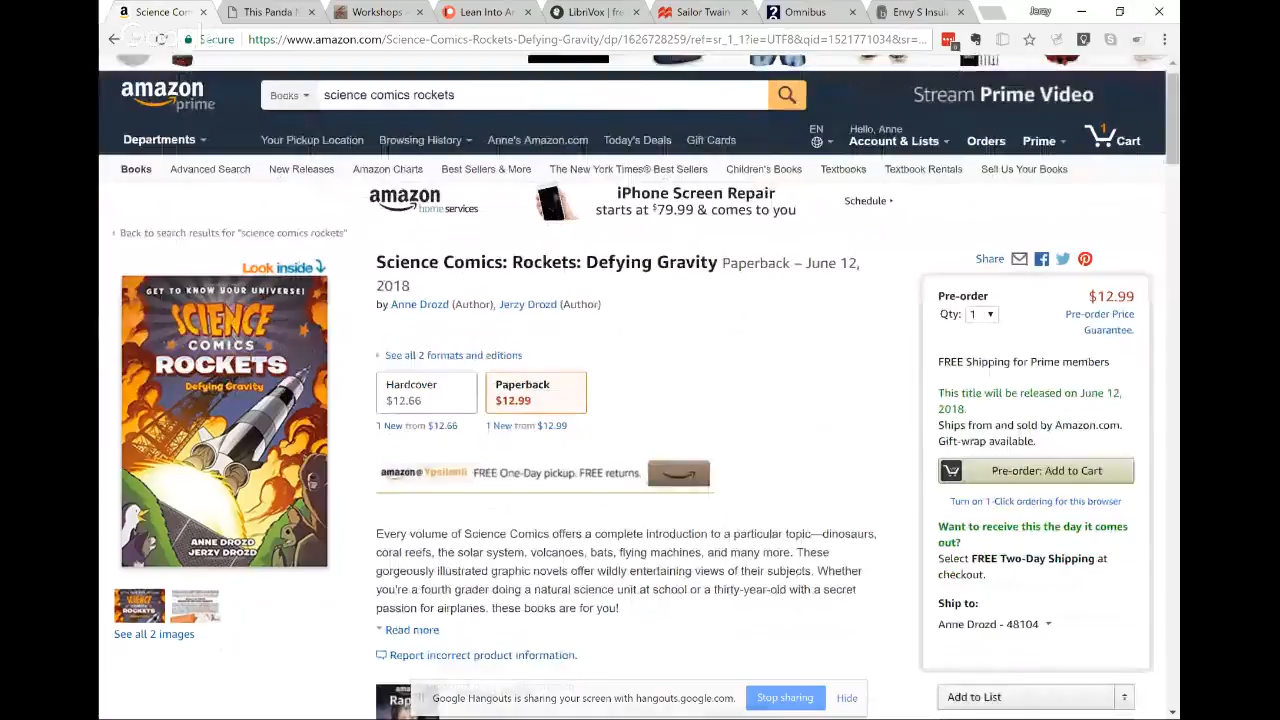 Science Com
This Panda
Workshops
Lean Into Ar
LibriVox | fre
Sailor Twain
Omnibus
Envy S Insul
Jerzy
Secure
https://www.amazon.com/Science-Comics-Rockets-Defying-Gravity/dp/1626728259/ref=sr_1_1?ie=UTF8&qid=1521771034&sr=...
amazon
prime
Books
science comics rockets
Stream Prime Video
Departments
Your Pickup Location
Browsing History
Anne's Amazon.com
Today's Deals
Gift Cards
EN
Hello, Anne
Account & Lists
Orders
Prime
1
Cart
Books
Advanced Search
New Releases
Amazon Charts
Best Sellers & More
The New York Times® Best Sellers
Children's Books
Textbooks
Textbook Rentals
Sell Us Your Books
amazon
home services
iPhone Screen Repair
starts at $79.99 & comes to you
Schedule
‹ Back to search results for "science comics rockets"
Look inside
GET TO KNOW YOUR UNIVERSE!
SCIENCE
COMICS
ROCKETS
Defying Gravity
ANNE DROZD
JERZY DROZD
See all 2 images
Science Comics: Rockets: Defying Gravity Paperback – June 12,
2018
by Anne Drozd (Author), Jerzy Drozd (Author)
See all 2 formats and editions
Hardcover
$12.66
Paperback
$12.99
1 New from $12.66
1 New from $12.99
amazon@Ypsilanti FREE One-Day pickup. FREE returns.
Every volume of Science Comics offers a complete introduction to a particular topic—dinosaurs,
coral reefs, the solar system, volcanoes, bats, flying machines, and many more. These
gorgeously illustrated graphic novels offer wildly entertaining views of their subjects. Whether
you're a fourth grader doing a natural science unit at school or a thirty-year-old with a secret
passion for airplanes, these books are for you!
Read more
Report incorrect product information.
Share
Pre-order
$12.99
Qty: 1
Pre-order Price
Guarantee.
FREE Shipping for Prime members
This title will be released on June 12,
2018.
Ships from and sold by Amazon.com.
Gift-wrap available.
Pre-order: Add to Cart
Turn on 1-Click ordering for this browser
Want to receive this the day it comes
out?
Select FREE Two-Day Shipping at
checkout.
Ship to:
Anne Drozd - 48104
Add to List
Google Hangouts is sharing your screen with hangouts.google.com.
Stop sharing
Hide